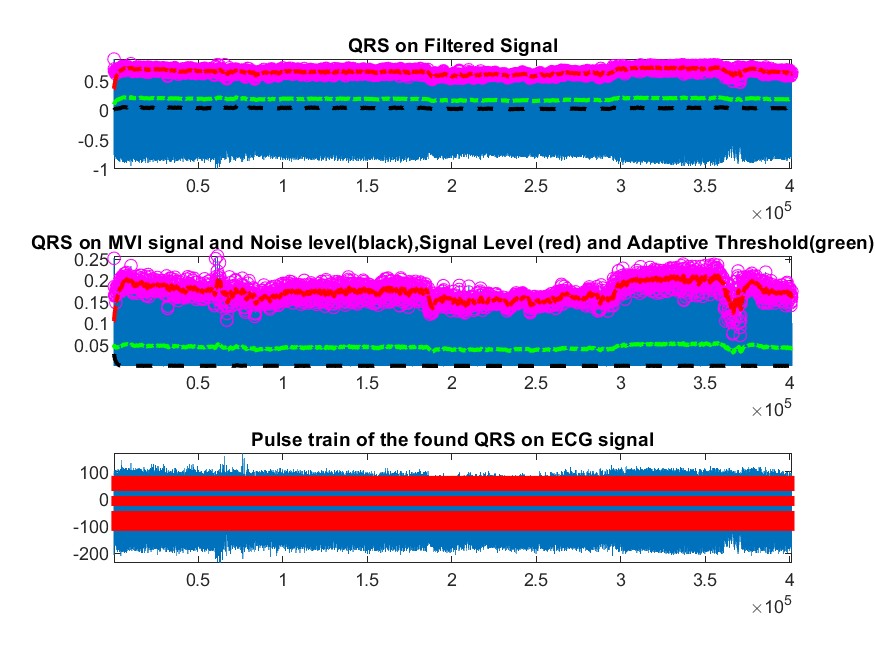 QRS on Filtered Signal
0.5
0
-0.5
-1
0.5 1 1.5 2 2.5 3 3.5 4
×10^5
QRS on MVI signal and Noise level(black),Signal Level (red) and Adaptive Threshold(green)
0.25
0.2
0.15
0.1
0.05
0.5 1 1.5 2 2.5 3 3.5 4
×10^5
Pulse train of the found QRS on ECG signal
100
0
-100
-200
0.5 1 1.5 2 2.5 3 3.5 4
×10^5